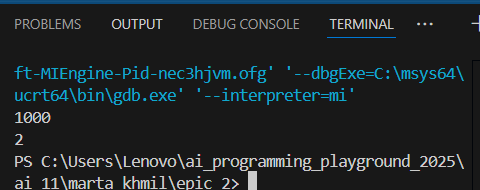 PROBLEMS OUTPUT DEBUG CONSOLE TERMINAL ...
ft-MIEngine-Pid-nec3hjvm.ofg' '--dbgExe=C:\msys64\
ucrt64\bin\gdb.exe' '--interpreter=mi'
1000
2
PS C:\Users\Lenovo\ai_programming_playground_2025\
ai_11\marta_khmil\epic_2>